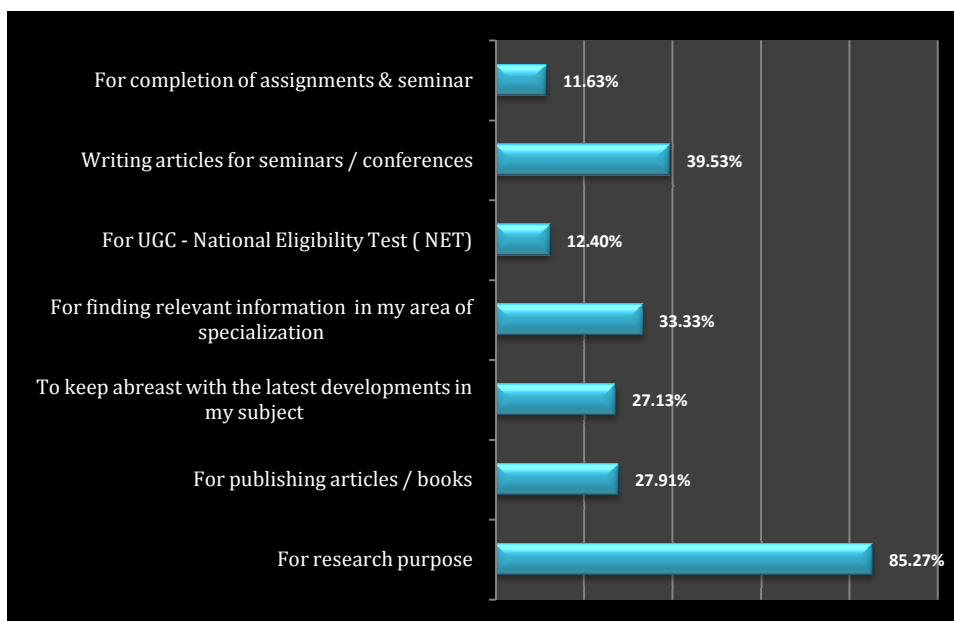 For completion of assignments & seminar
11.63%
Writing articles for seminars / conferences
39.53%
For UGC - National Eligibility Test ( NET)
12.40%
For finding relevant information in my area of
specialization
33.33%
To keep abreast with the latest developments in
my subject
27.13%
For publishing articles / books
27.91%
For research purpose
85.27%